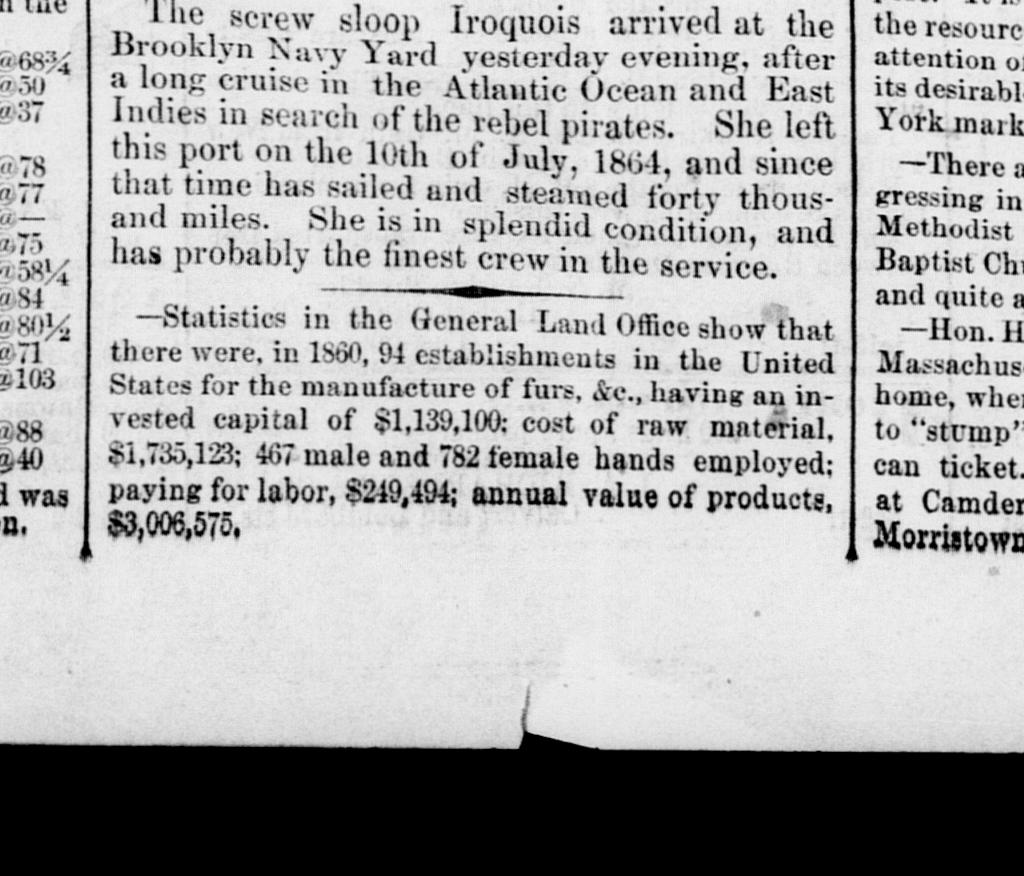 the
@68¾
@50
@37
@78
@77
@—
@75
@58¼
@84
@80½
@71
@103
@88
@40
was
The screw sloop Iroquois arrived at the
Brooklyn Navy Yard yesterday evening, after
a long cruise in the Atlantic Ocean and East
Indies in search of the rebel pirates. She left
this port on the 10th of July, 1864, and since
that time has sailed and steamed forty thous-
and miles. She is in splendid condition, and
has probably the finest crew in the service.
—Statistics in the General Land Office show that
there were, in 1860, 94 establishments in the United
States for the manufacture of furs, &c., having an in-
vested capital of $1,139,100; cost of raw material,
$1,735,123; 467 male and 782 female hands employed;
paying for labor, $249,494; annual value of products,
$3,006,575.
the resourc
attention o
its desirabl
York mark
—There a
gressing in
Methodist
Baptist Chu
and quite a
—Hon. H
Massachus
home, when
to "stump"
can ticket.
at Camden
Morristown